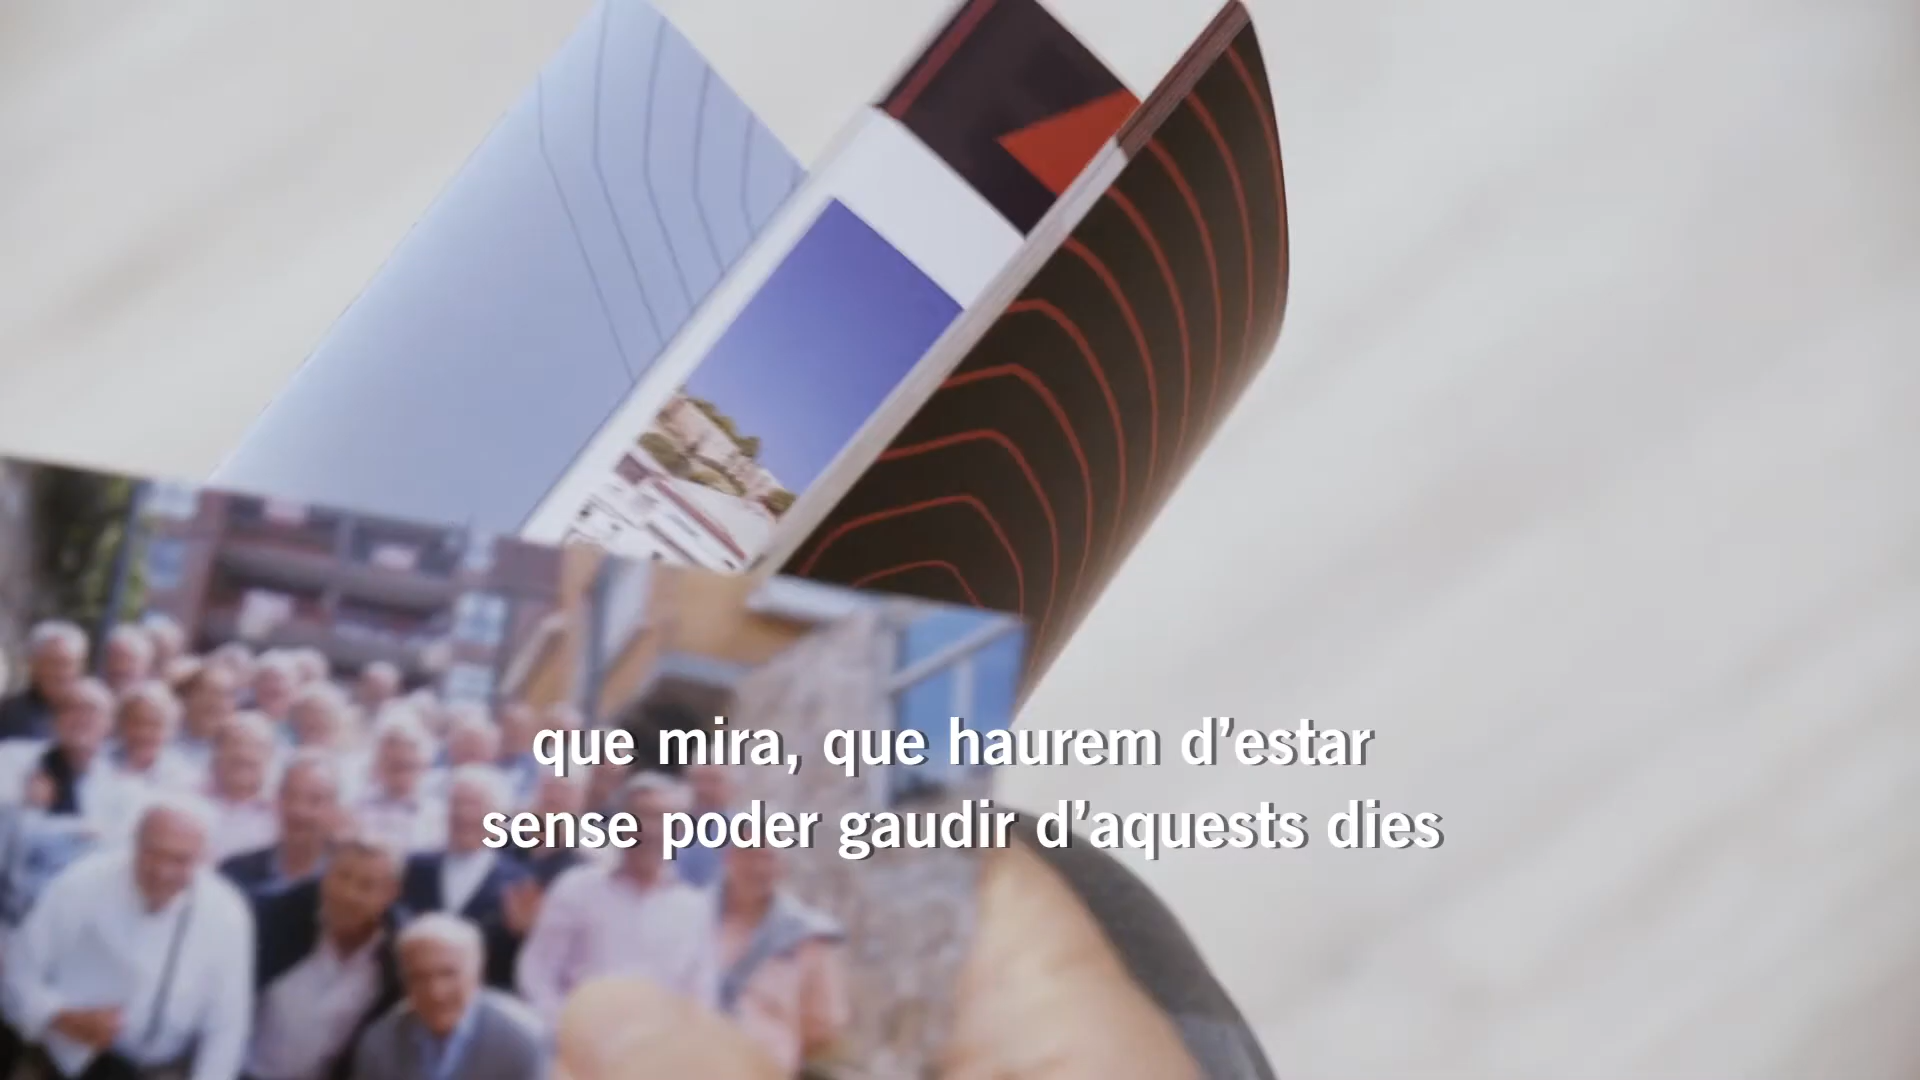 que mira, que haurem d’estar
sense poder gaudir d’aquests dies